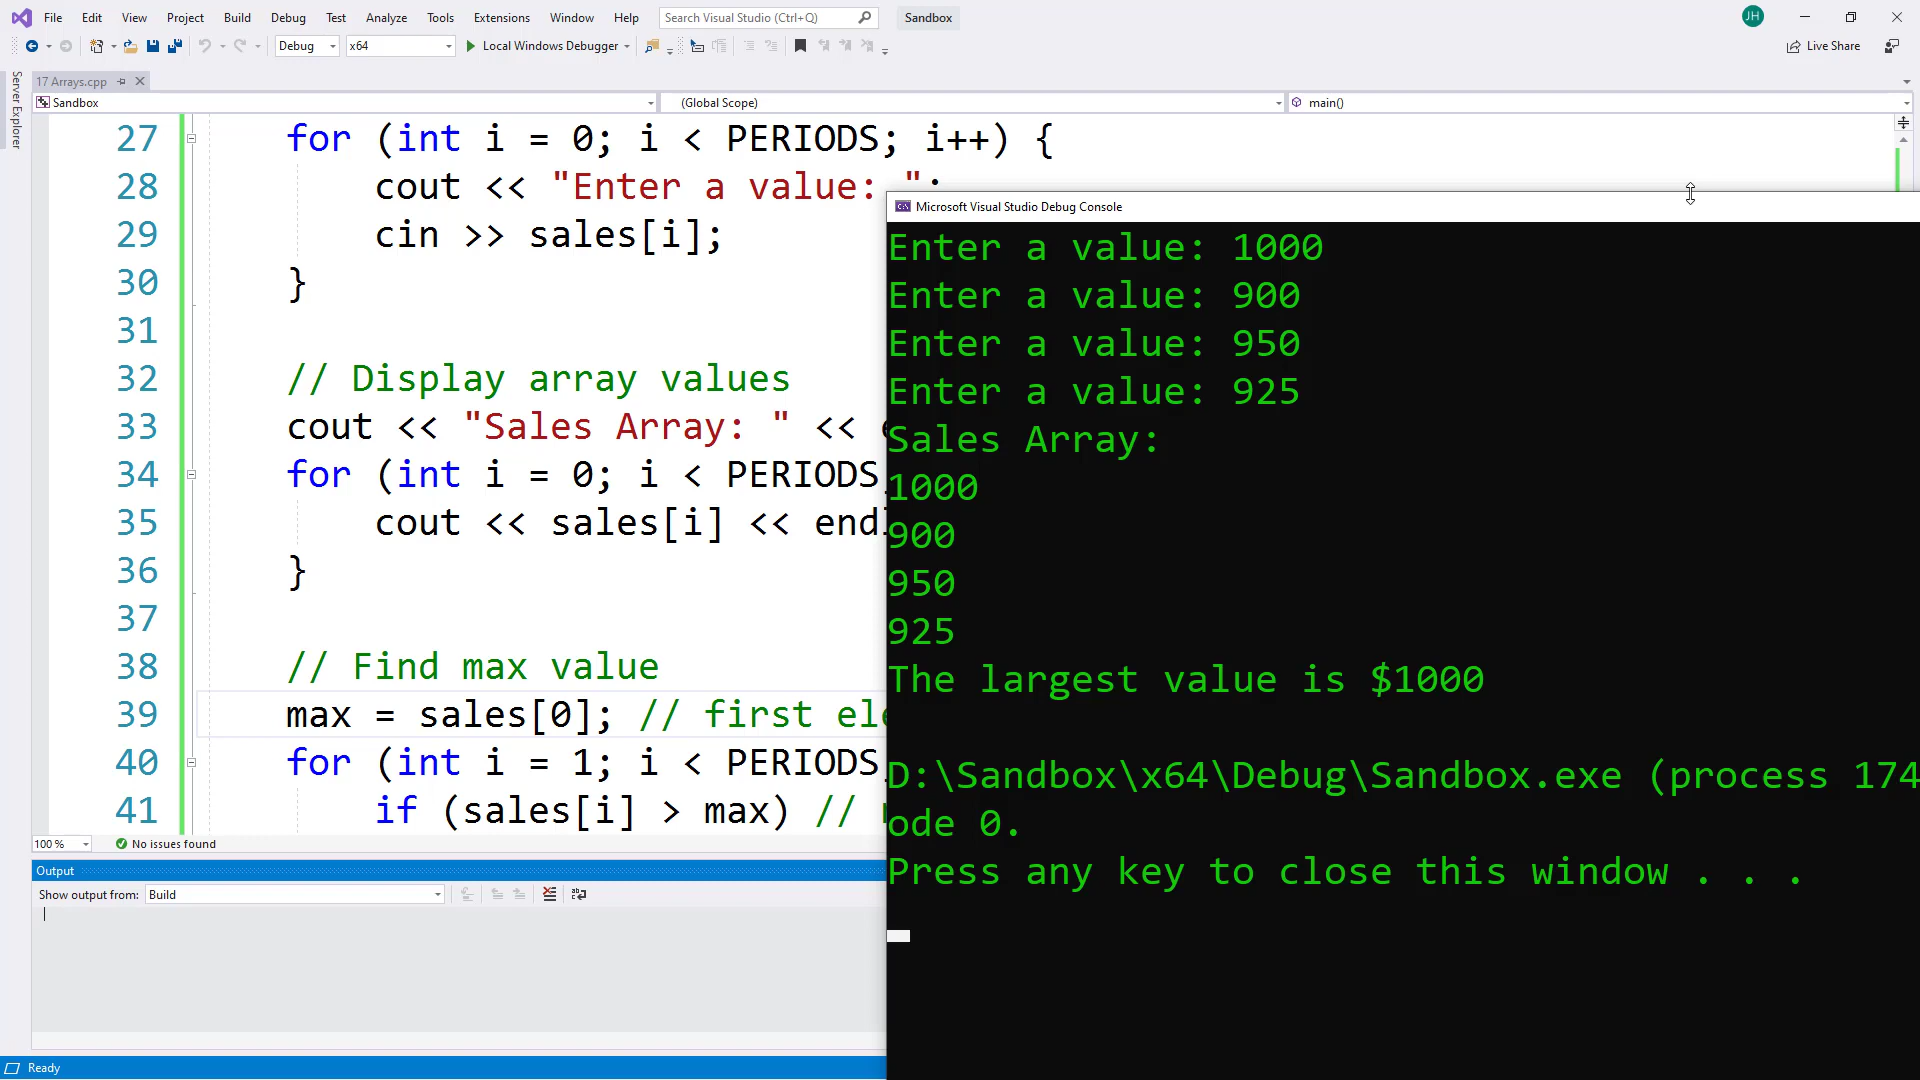 File Edit View Project Build Debug Test Analyze Tools Extensions Window Help Search Visual Studio (Ctrl+Q) Sandbox JH
Debug x64 Local Windows Debugger Live Share
Server Explorer
17 Arrays.cpp
Sandbox (Global Scope) main()
27 for (int i = 0; i < PERIODS; i++) {
28 cout << "Enter a value: ";
29 cin >> sales[i];
30 }
31
32 // Display array values
33 cout << "Sales Array: " <<
34 for (int i = 0; i < PERIODS
35 cout << sales[i] << endl
36 }
37
38 // Find max value
39 max = sales[0]; // first ele
40 for (int i = 1; i < PERIODS
41 if (sales[i] > max) //
100 % No issues found
Output
Show output from: Build
Ready
Microsoft Visual Studio Debug Console
Enter a value: 1000
Enter a value: 900
Enter a value: 950
Enter a value: 925
Sales Array:
1000
900
950
925
The largest value is $1000
D:\Sandbox\x64\Debug\Sandbox.exe (process 174
ode 0.
Press any key to close this window . . .